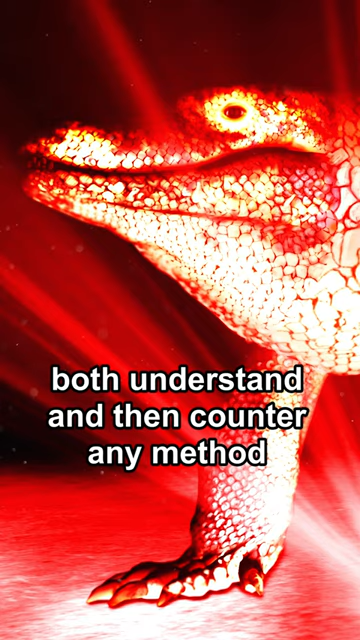 both understand
and then counter
any method